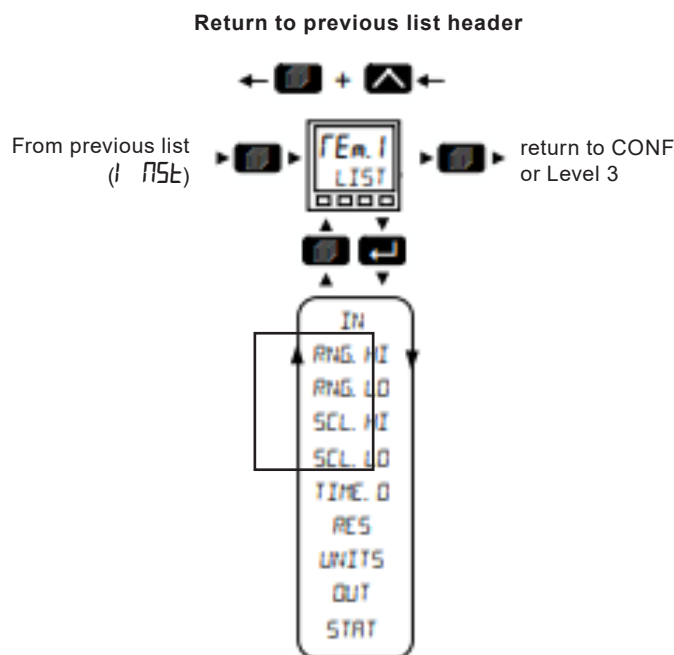 Return to previous list header
+
From previous list
(I MSt)
REm.1
LIST
return to CONF
or Level 3
IN
RNG. HI
RNG. LO
SCL. HI
SCL. LO
TIME. O
RES
UNITS
OUT
STAT